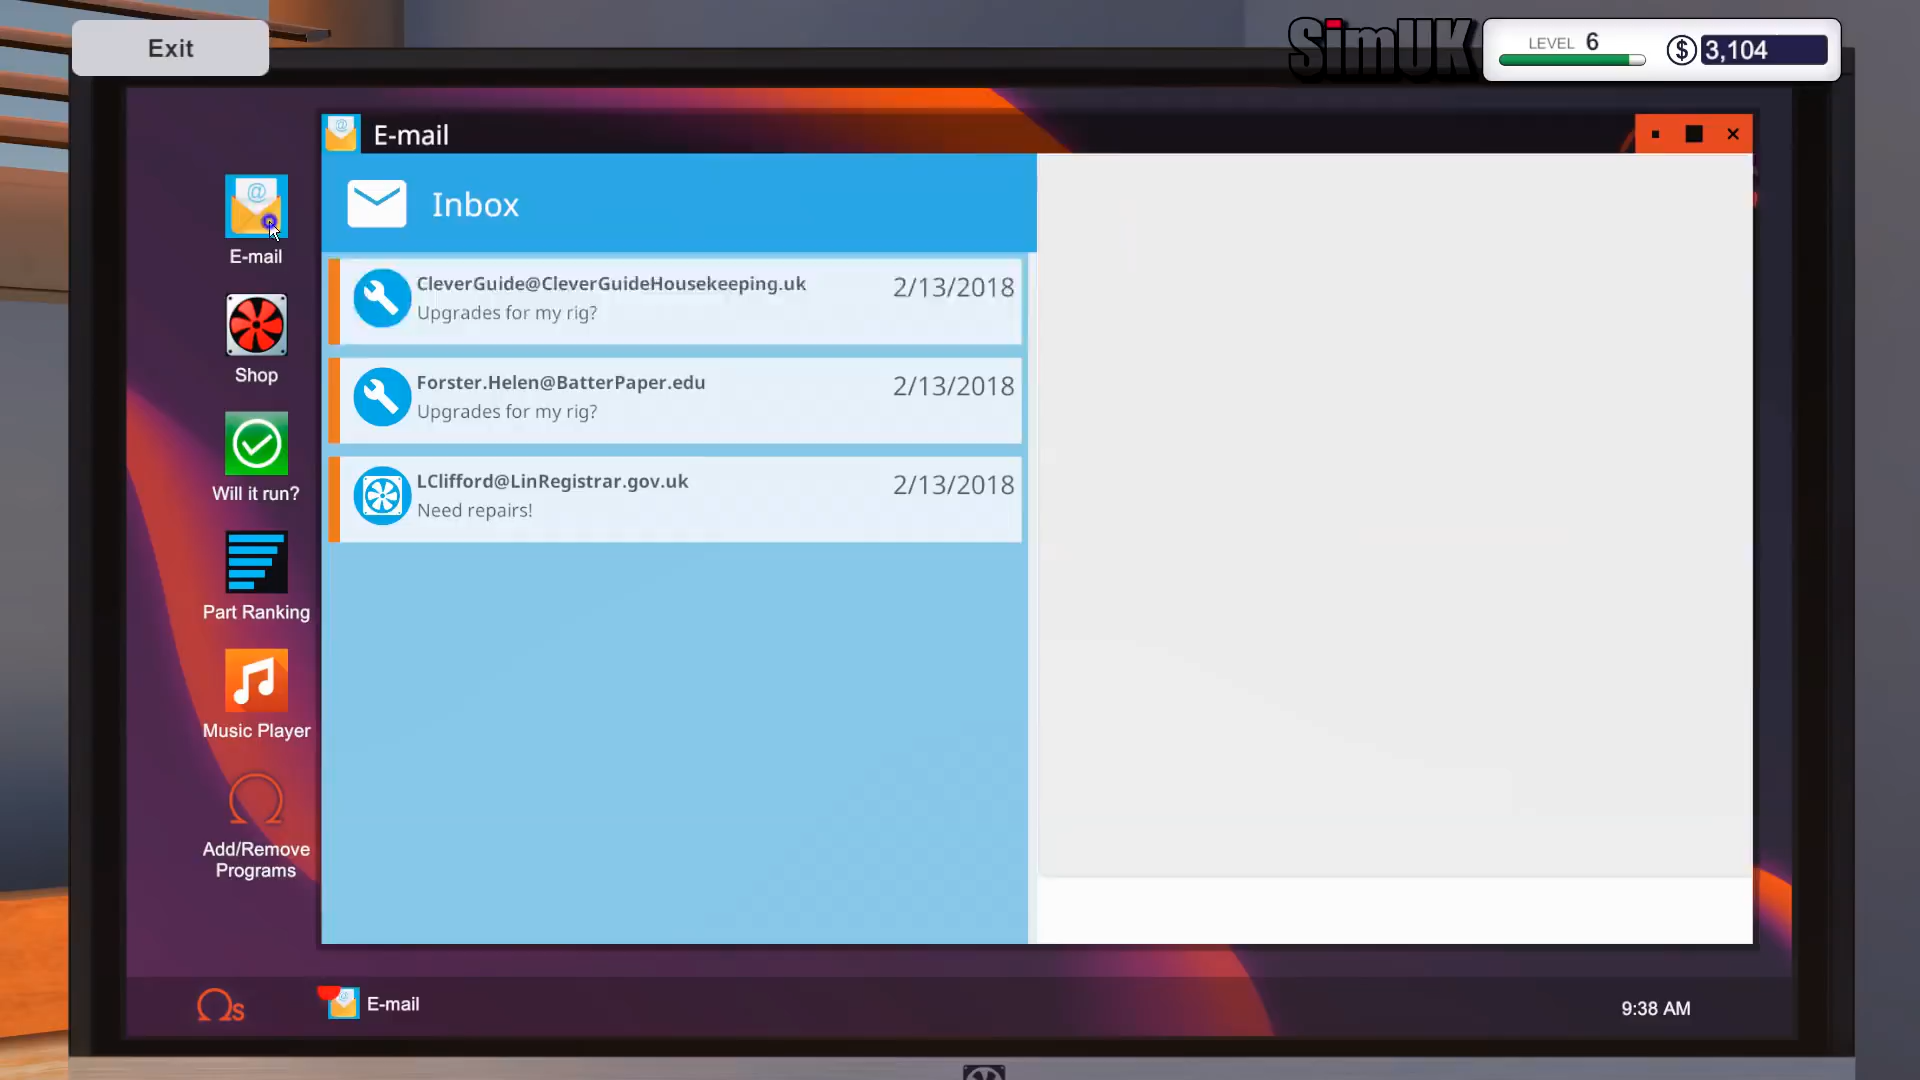 Exit
SimUK
LEVEL 6
$ 3,104
E-mail
Inbox
CleverGuide@CleverGuideHousekeeping.uk
2/13/2018
Upgrades for my rig?
Forster.Helen@BatterPaper.edu
2/13/2018
Upgrades for my rig?
LClifford@LinRegistrar.gov.uk
2/13/2018
Need repairs!
E-mail
Shop
Will it run?
Part Ranking
Music Player
Add/Remove
Programs
Ωs
E-mail
9:38 AM